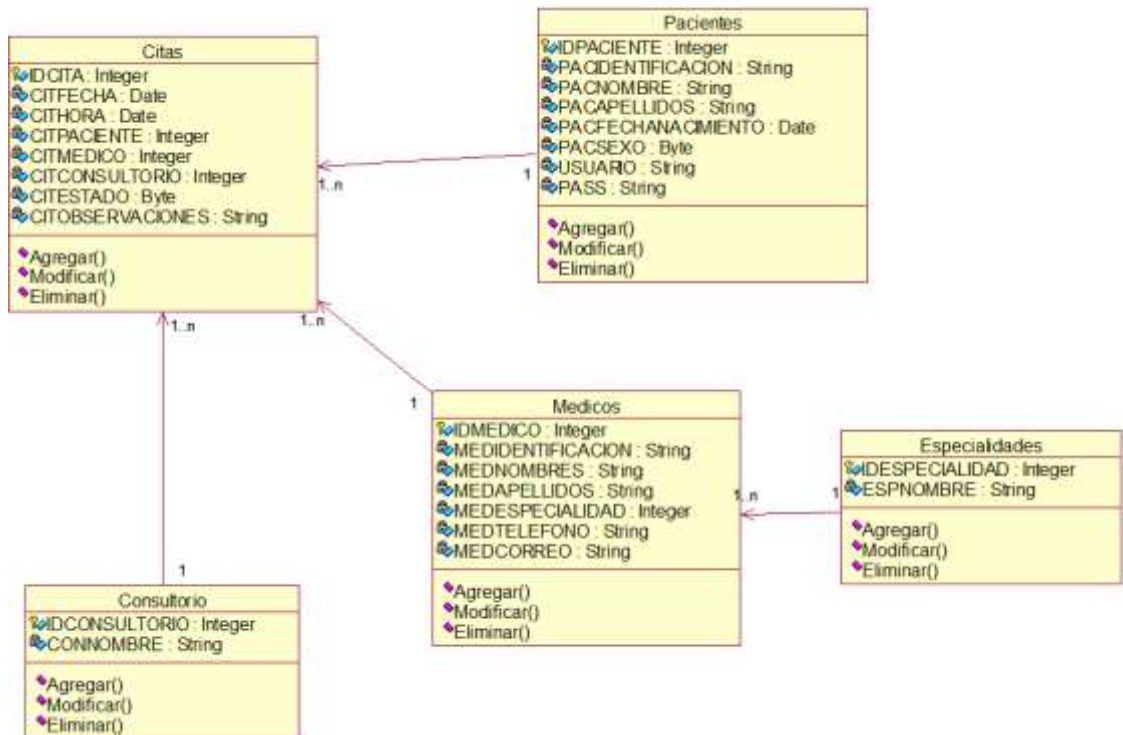 Citas
IDCITA : Integer
CITFECHA : Date
CITHORA : Date
CITPACIENTE : Integer
CITMEDICO : Integer
CITCONSULTORIO : Integer
CITESTADO : Byte
CITOBSERVACIONES : String
Agregar()
Modificar()
Eliminar()
Pacientes
IDPACIENTE : Integer
PACIDENTIFICACION : String
PACNOMBRE : String
PACAPELLIDOS : String
PACFECHANACIMIENTO : Date
PACSEXO : Byte
USUARIO : String
PASS : String
Agregar()
Modificar()
Eliminar()
1..n
1
1..n
1..n
1
Medicos
IDMEDICO : Integer
MEDIDENTIFICACION : String
MEDNOMBRES : String
MEDAPELLIDOS : String
MEDESPECIALIDAD : Integer
MEDTELEFONO : String
MEDCORREO : String
Agregar()
Modificar()
Eliminar()
1..n
1
Especialidades
IDESPECIALIDAD : Integer
ESPNOMBRE : String
Agregar()
Modificar()
Eliminar()
1
Consultorio
IDCONSULTORIO : Integer
CONNOMBRE : String
Agregar()
Modificar()
Eliminar()